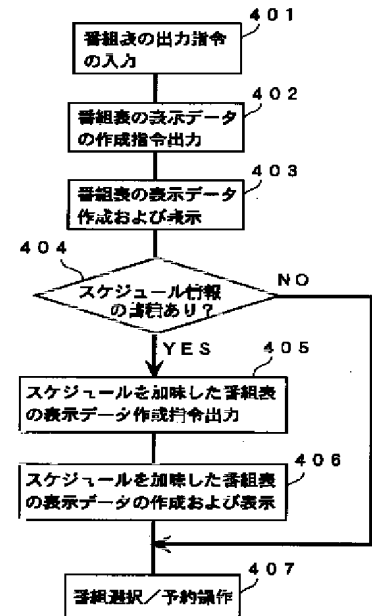 401
番組表の出力指令
の入力
402
番組表の表示データ
の作成指令出力
403
番組表の表示データ
作成および表示
404
スケジュール情報
の蓄積あり?
NO
YES
405
スケジュールを加味した番組表
の表示データ作成指令出力
406
スケジュールを加味した番組表
の表示データの作成および表示
407
番組選択/予約操作